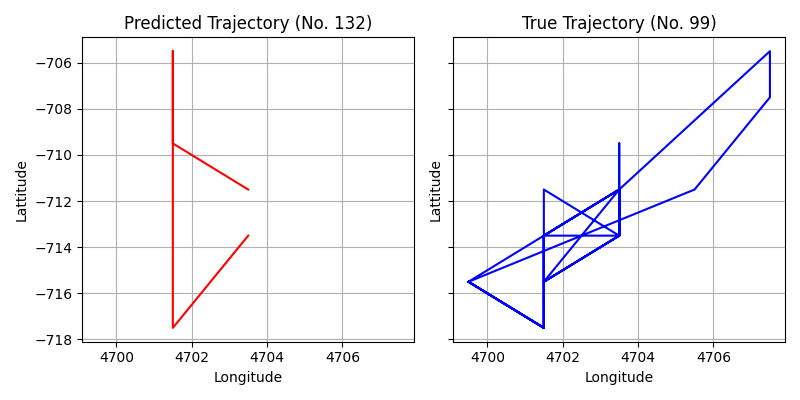 Predicted Trajectory (No. 132)
True Trajectory (No. 99)
−706
−708
−710
−712
−714
−716
−718
Lattitude
Lattitude
4700 4702 4704 4706
4700 4702 4704 4706
Longitude
Longitude